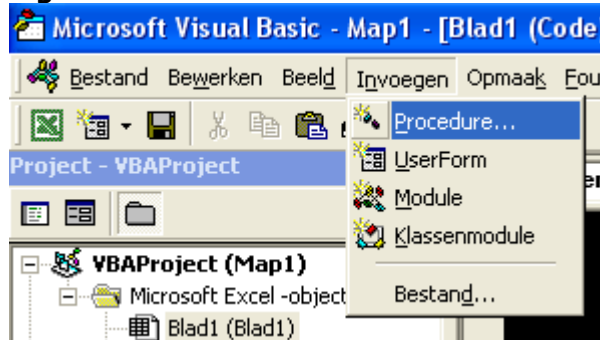 Microsoft Visual Basic - Map1 - [Blad1 (Code
Bestand Bewerken Beeld Invoegen Opmaak Fou
Procedure...
UserForm
Module
Klassenmodule
Bestand...
Project - VBAProject
VBAProject (Map1)
Microsoft Excel -object
Blad1 (Blad1)